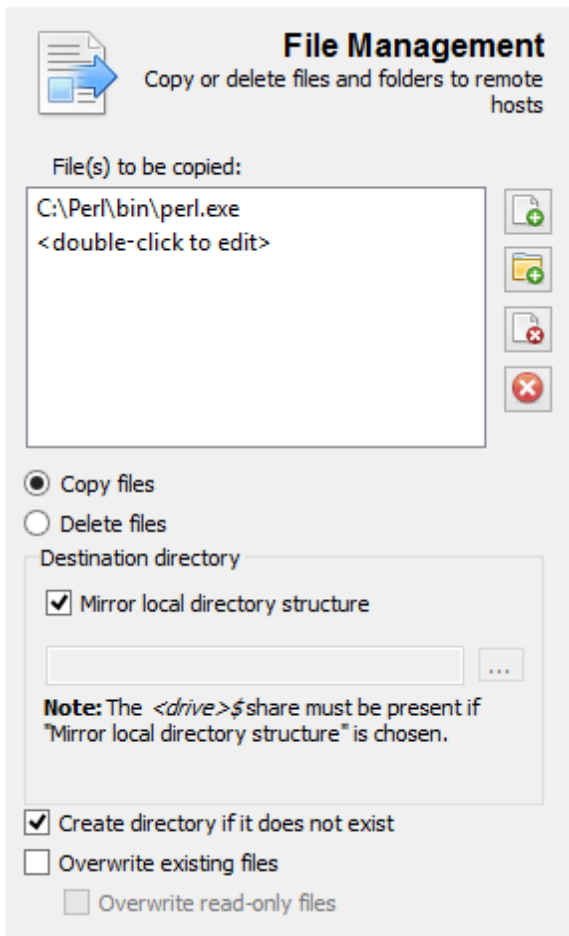 File Management
Copy or delete files and folders to remote
hosts
File(s) to be copied:
C:\Perl\bin\perl.exe
<double-click to edit>
Copy files
Delete files
Destination directory
Mirror local directory structure
...
Note: The <drive>$ share must be present if
"Mirror local directory structure" is chosen.
Create directory if it does not exist
Overwrite existing files
Overwrite read-only files